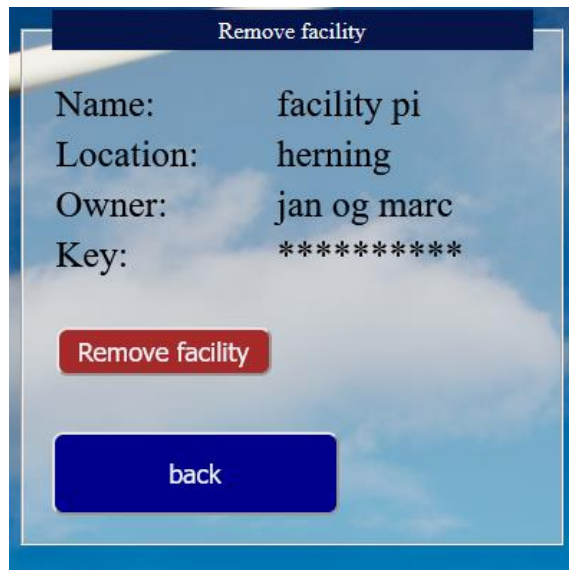 Remove facility
Name: facility pi
Location: herning
Owner: jan og marc
Key: **********
Remove facility
back